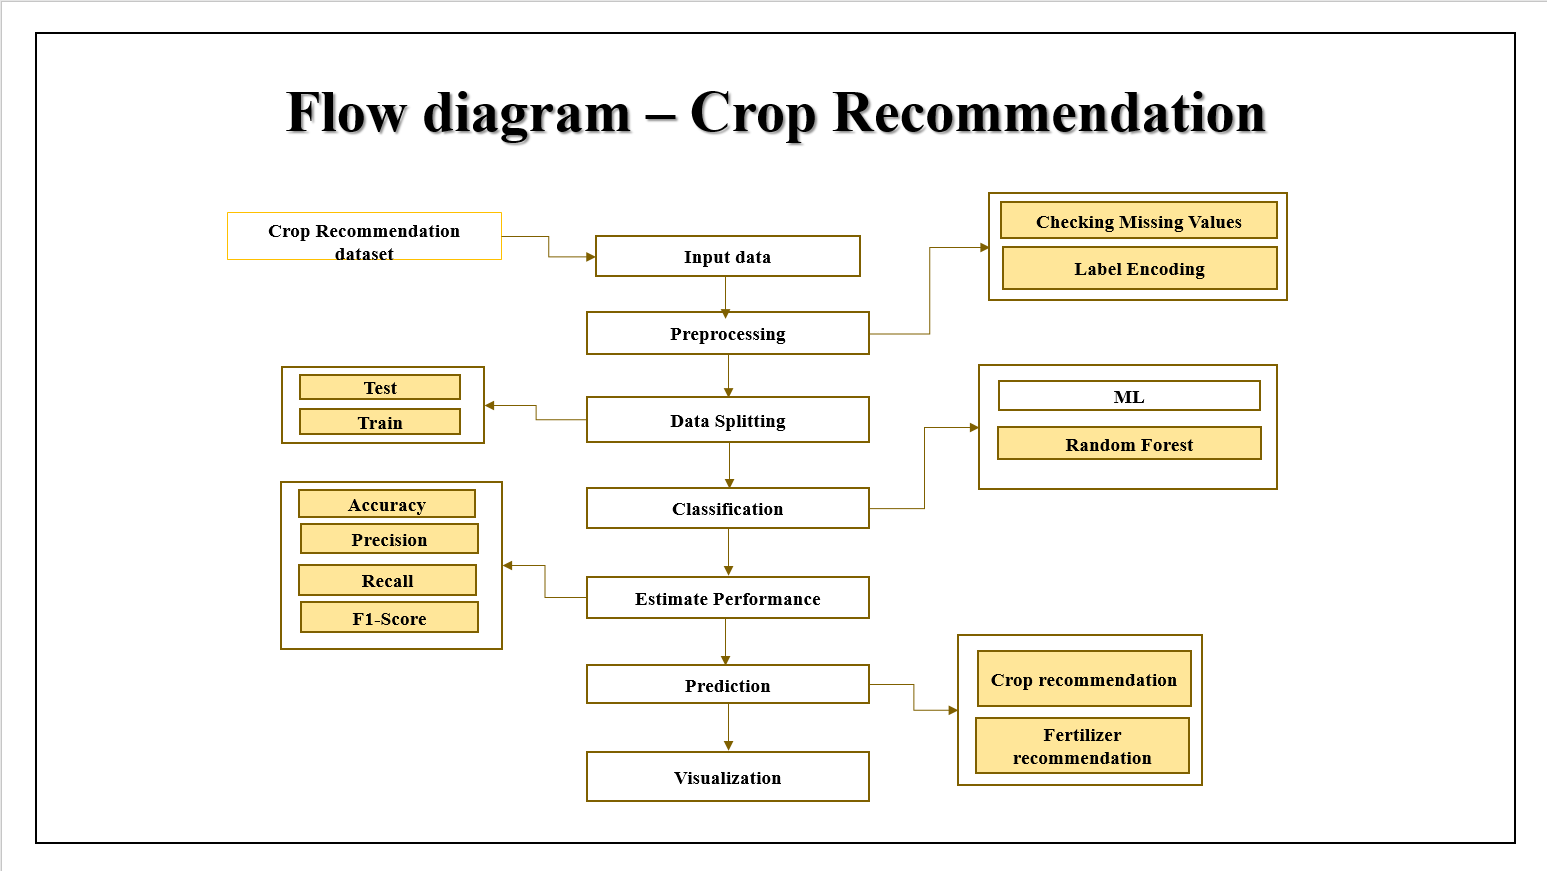 Flow diagram – Crop Recommendation
Crop Recommendation
dataset
Input data
Checking Missing Values
Label Encoding
Preprocessing
Test
Train
Data Splitting
ML
Random Forest
Classification
Accuracy
Precision
Recall
F1-Score
Estimate Performance
Prediction
Crop recommendation
Fertilizer
recommendation
Visualization